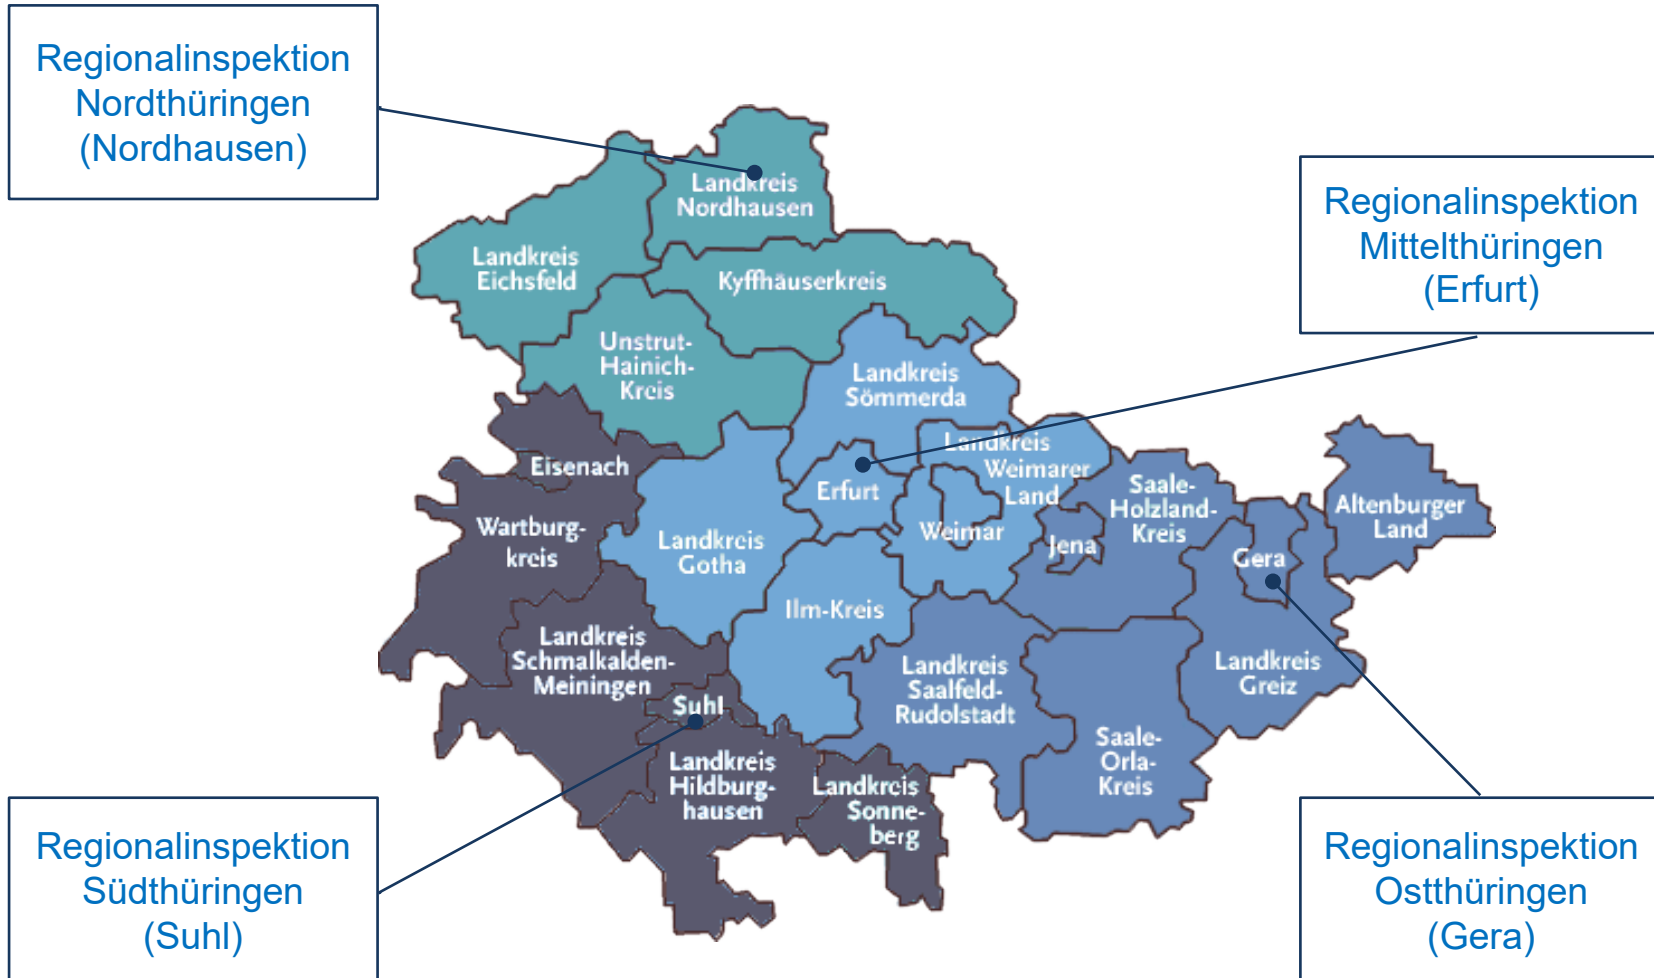 Regionalinspektion
Nordthüringen
(Nordhausen)
Regionalinspektion
Mittelthüringen
(Erfurt)
Landkreis
Nordhausen
Landkreis
Eichsfeld
Kyffhäuserkreis
Unstrut-
Hainich-
Kreis
Landkreis
Sömmerda
Landkreis
Weimarer
Land
Eisenach
Erfurt
Saale-
Holzland-
Kreis
Altenburger
Land
Wartburg-
kreis
Landkreis
Gotha
Weimar
Jena
Gera
Ilm-Kreis
Landkreis
Schmalkalden-
Meiningen
Landkreis
Saalfeld-
Rudolstadt
Landkreis
Greiz
Suhl
Saale-
Orla-
Kreis
Landkreis
Hildburg-
hausen
Landkreis
Sonne-
berg
Regionalinspektion
Südthüringen
(Suhl)
Regionalinspektion
Ostthüringen
(Gera)